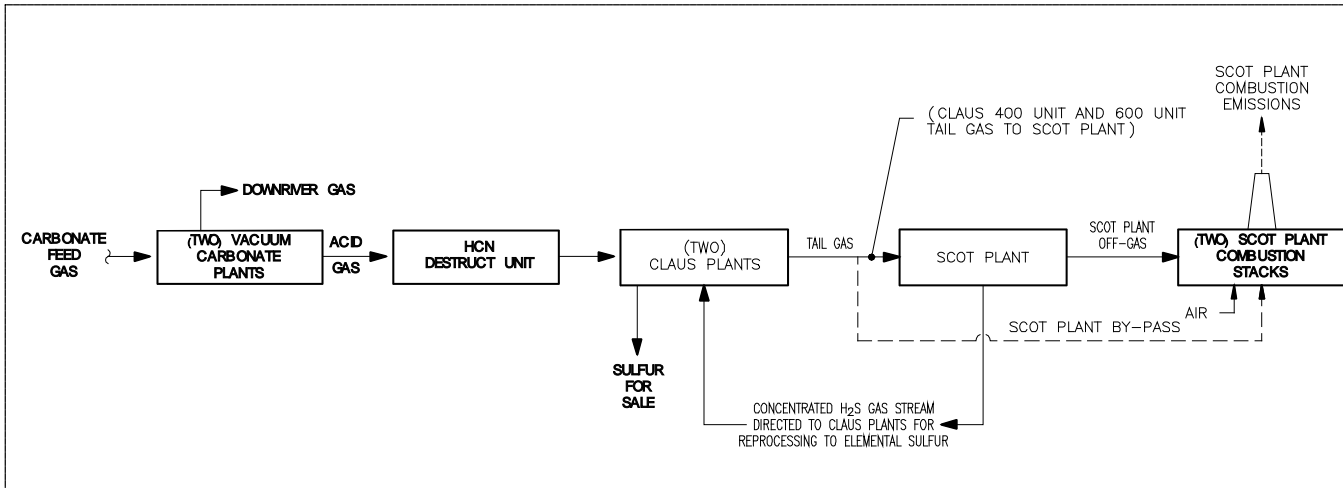 SCOT PLANT
COMBUSTION
EMISSIONS
(CLAUS 400 UNIT AND 600 UNIT
TAIL GAS TO SCOT PLANT)
DOWNRIVER GAS
CARBONATE
FEED
GAS
(TWO) VACUUM
CARBONATE
PLANTS
ACID
GAS
HCN
DESTRUCT UNIT
(TWO)
CLAUS PLANTS
TAIL GAS
SCOT PLANT
SCOT PLANT
OFF-GAS
(TWO) SCOT PLANT
COMBUSTION
STACKS
AIR
SCOT PLANT BY-PASS
SULFUR
FOR
SALE
CONCENTRATED H₂S GAS STREAM
DIRECTED TO CLAUS PLANTS FOR
REPROCESSING TO ELEMENTAL SULFUR